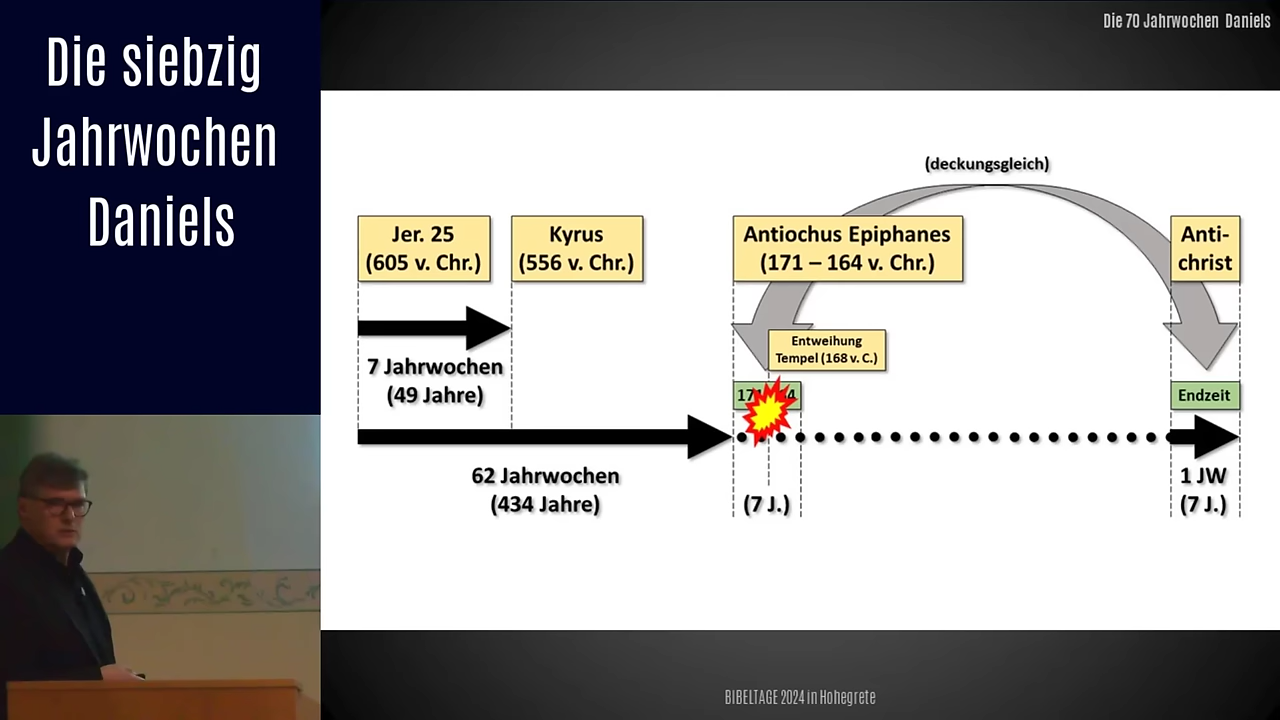 Die siebzig
Jahrwochen
Daniels
Die 70 Jahrwochen Daniels
(deckungsgleich)
Jer. 25
(605 v. Chr.)
Kyrus
(556 v. Chr.)
Antiochus Epiphanes
(171 – 164 v. Chr.)
Anti-
christ
Entweihung
Tempel (168 v. C.)
7 Jahrwochen
(49 Jahre)
Endzeit
62 Jahrwochen
(434 Jahre)
(7 J.)
1 JW
(7 J.)
BIBELTAGE 2024 in Hohegrete